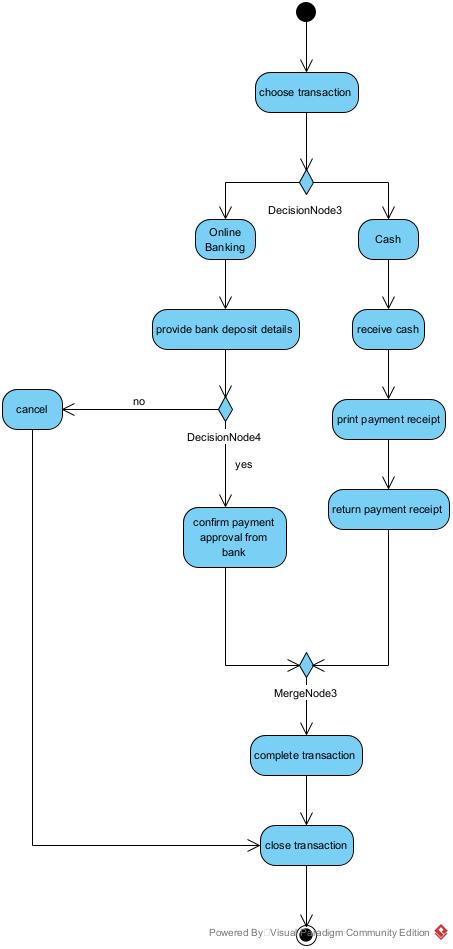 choose transaction
DecisionNode3
Online
Banking
Cash
provide bank deposit details
receive cash
cancel
no
print payment receipt
DecisionNode4
yes
return payment receipt
confirm payment
approval from
bank
MergeNode3
complete transaction
close transaction
Powered By Visual Paradigm Community Edition